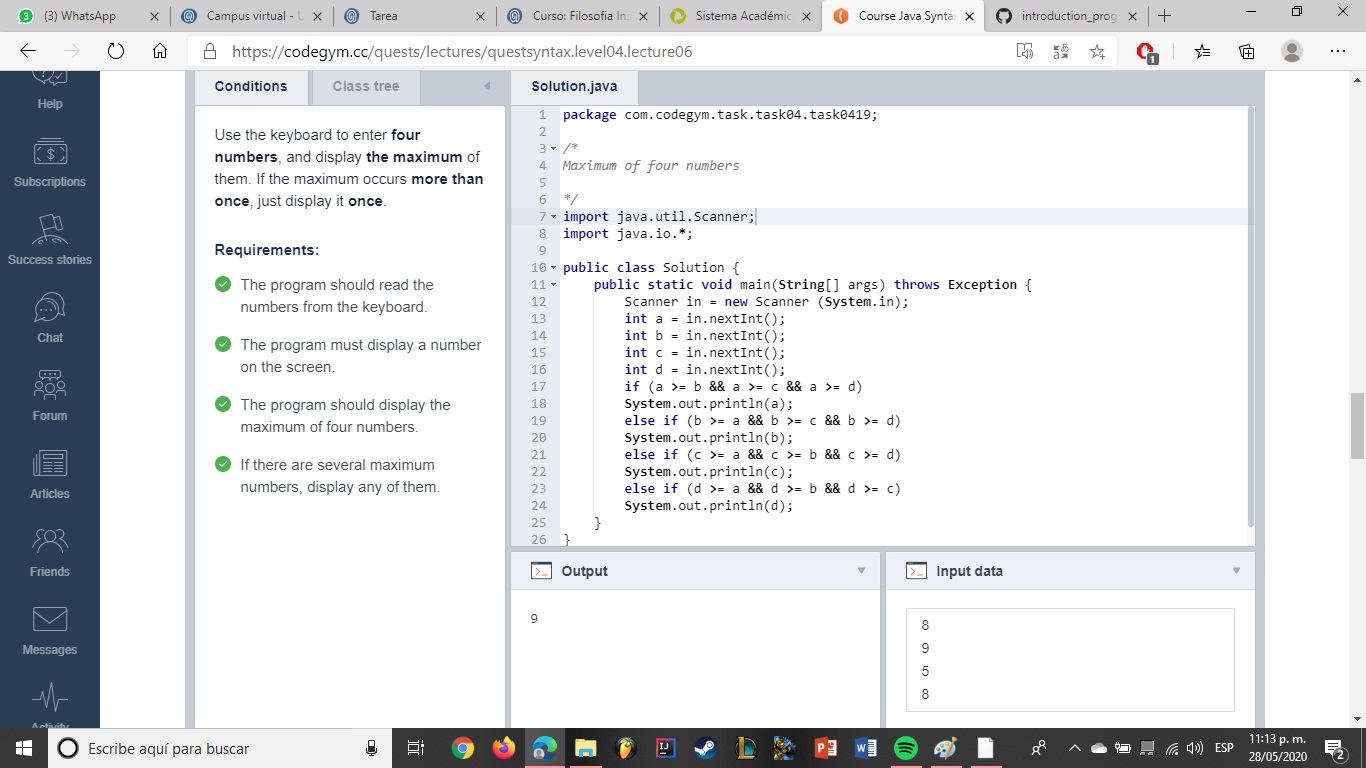 (3) WhatsApp
Campus virtual - U
Tarea
Curso: Filosofia In
Sistema Académic
Course Java Synta
introduction_prog
https://codegym.cc/quests/lectures/questsyntax.level04.lecture06
1
Help
Subscriptions
Success stories
Chat
Forum
Articles
Friends
Messages
Activity
Conditions
Class tree
Use the keyboard to enter four
numbers, and display the maximum of
them. If the maximum occurs more than
once, just display it once.
Requirements:
The program should read the
numbers from the keyboard.
The program must display a number
on the screen.
The program should display the
maximum of four numbers.
If there are several maximum
numbers, display any of them.
Solution.java
1 package com.codegym.task.task04.task0419;
2
3 /*
4 Maximum of four numbers
5
6 */
7 import java.util.Scanner;
8 import java.io.*;
9
10 public class Solution {
11 public static void main(String[] args) throws Exception {
12 Scanner in = new Scanner (System.in);
13 int a = in.nextInt();
14 int b = in.nextInt();
15 int c = in.nextInt();
16 int d = in.nextInt();
17 if (a >= b && a >= c && a >= d)
18 System.out.println(a);
19 else if (b >= a && b >= c && b >= d)
20 System.out.println(b);
21 else if (c >= a && c >= b && c >= d)
22 System.out.println(c);
23 else if (d >= a && d >= b && d >= c)
24 System.out.println(d);
25 }
26 }
Output
9
Input data
8
9
5
8
Escribe aquí para buscar
ESP
11:13 p. m.
28/05/2020
2